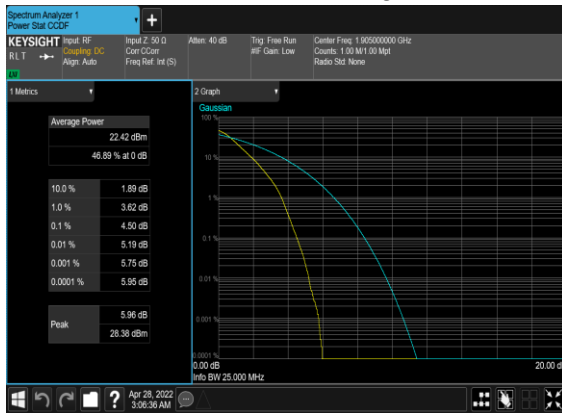 Spectrum Analyzer 1
Power Stat CCDF
KEYSIGHT
RLT
Input: RF
Coupling: DC
Align: Auto
Input Z: 50 Ω
Corr CCorr
Freq Ref: Int (S)
Atten: 40 dB
Trig: Free Run
#IF Gain: Low
Center Freq: 1.905000000 GHz
Counts: 1.00 M/1.00 Mpt
Radio Std: None
1 Metrics
Average Power
22.42 dBm
46.89 % at 0 dB
10.0 % 1.89 dB
1.0 % 3.62 dB
0.1 % 4.50 dB
0.01 % 5.19 dB
0.001 % 5.75 dB
0.0001 % 5.95 dB
Peak
5.96 dB
28.38 dBm
2 Graph
Gaussian
100 %
10 %
1 %
0.1 %
0.01 %
0.001 %
0.0001 %
0.00 dB
20.00 d
Info BW 25.000 MHz
?
Apr 28, 2022
3:06:36 AM